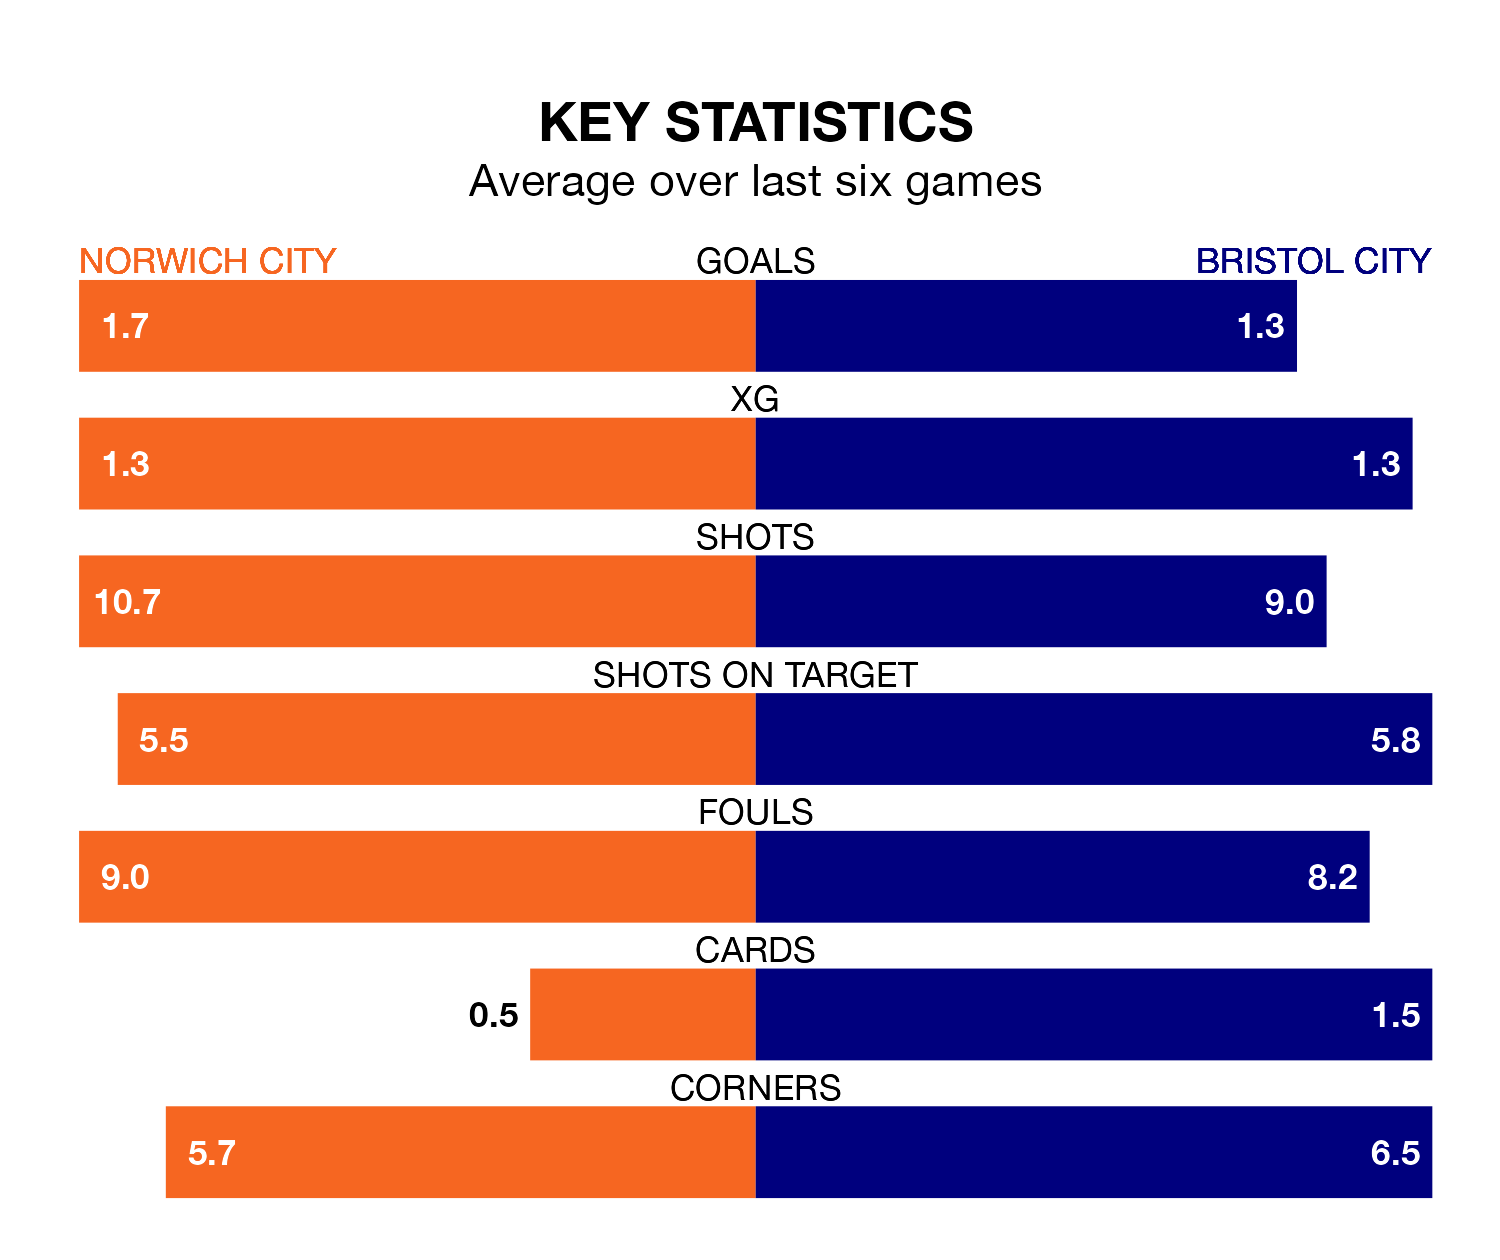 KEY STATISTICS
Average over last six games
NORWICH CITY GOALS BRISTOL CITY
1.7 1.3
XG
1.3 1.3
SHOTS
10.7 9.0
SHOTS ON TARGET
5.5 5.8
FOULS
9.0 8.2
CARDS
0.5 1.5
CORNERS
5.7 6.5